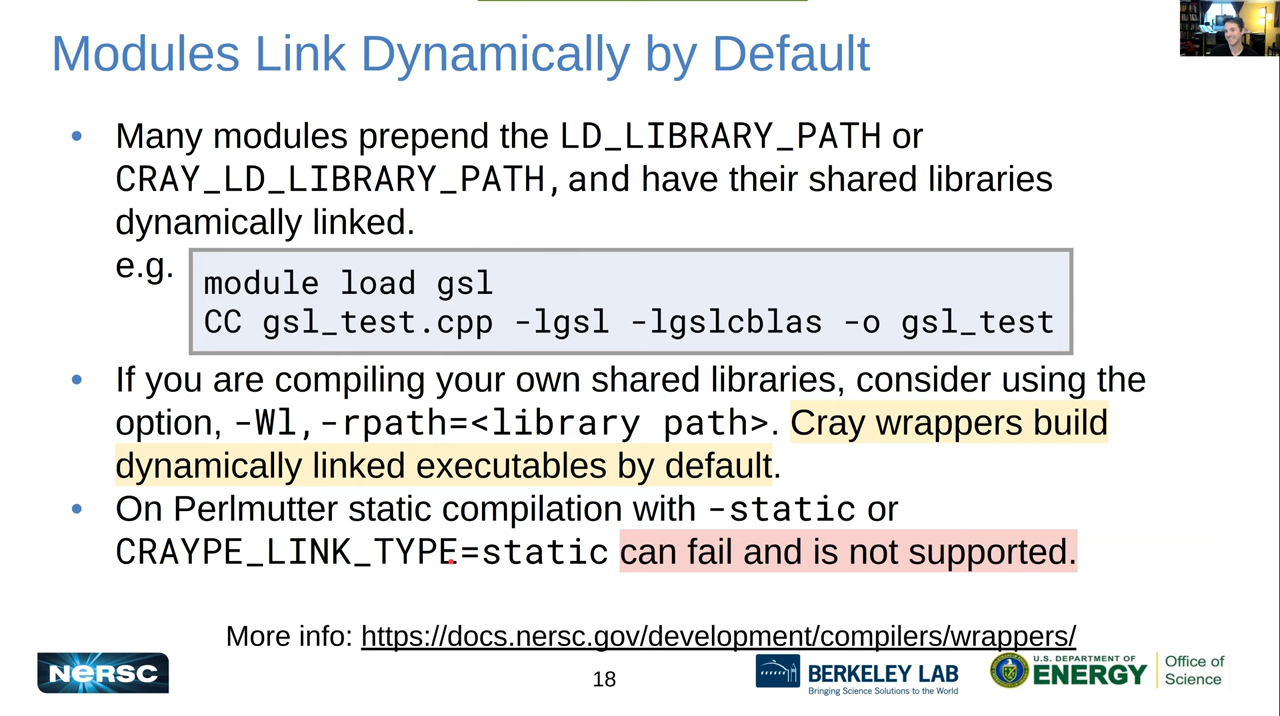 Modules Link Dynamically by Default
• Many modules prepend the LD_LIBRARY_PATH or
CRAY_LD_LIBRARY_PATH, and have their shared libraries
dynamically linked.
e.g.
module load gsl
CC gsl_test.cpp -lgsl -lgslcblas -o gsl_test
• If you are compiling your own shared libraries, consider using the
option, -Wl,-rpath=<library path>. Cray wrappers build
dynamically linked executables by default.
• On Perlmutter static compilation with -static or
CRAYPE_LINK_TYPE=static can fail and is not supported.
More info: https://docs.nersc.gov/development/compilers/wrappers/
NERSC
18
BERKELEY LAB
Bringing Science Solutions to the World
U.S. DEPARTMENT OF
ENERGY
Office of
Science